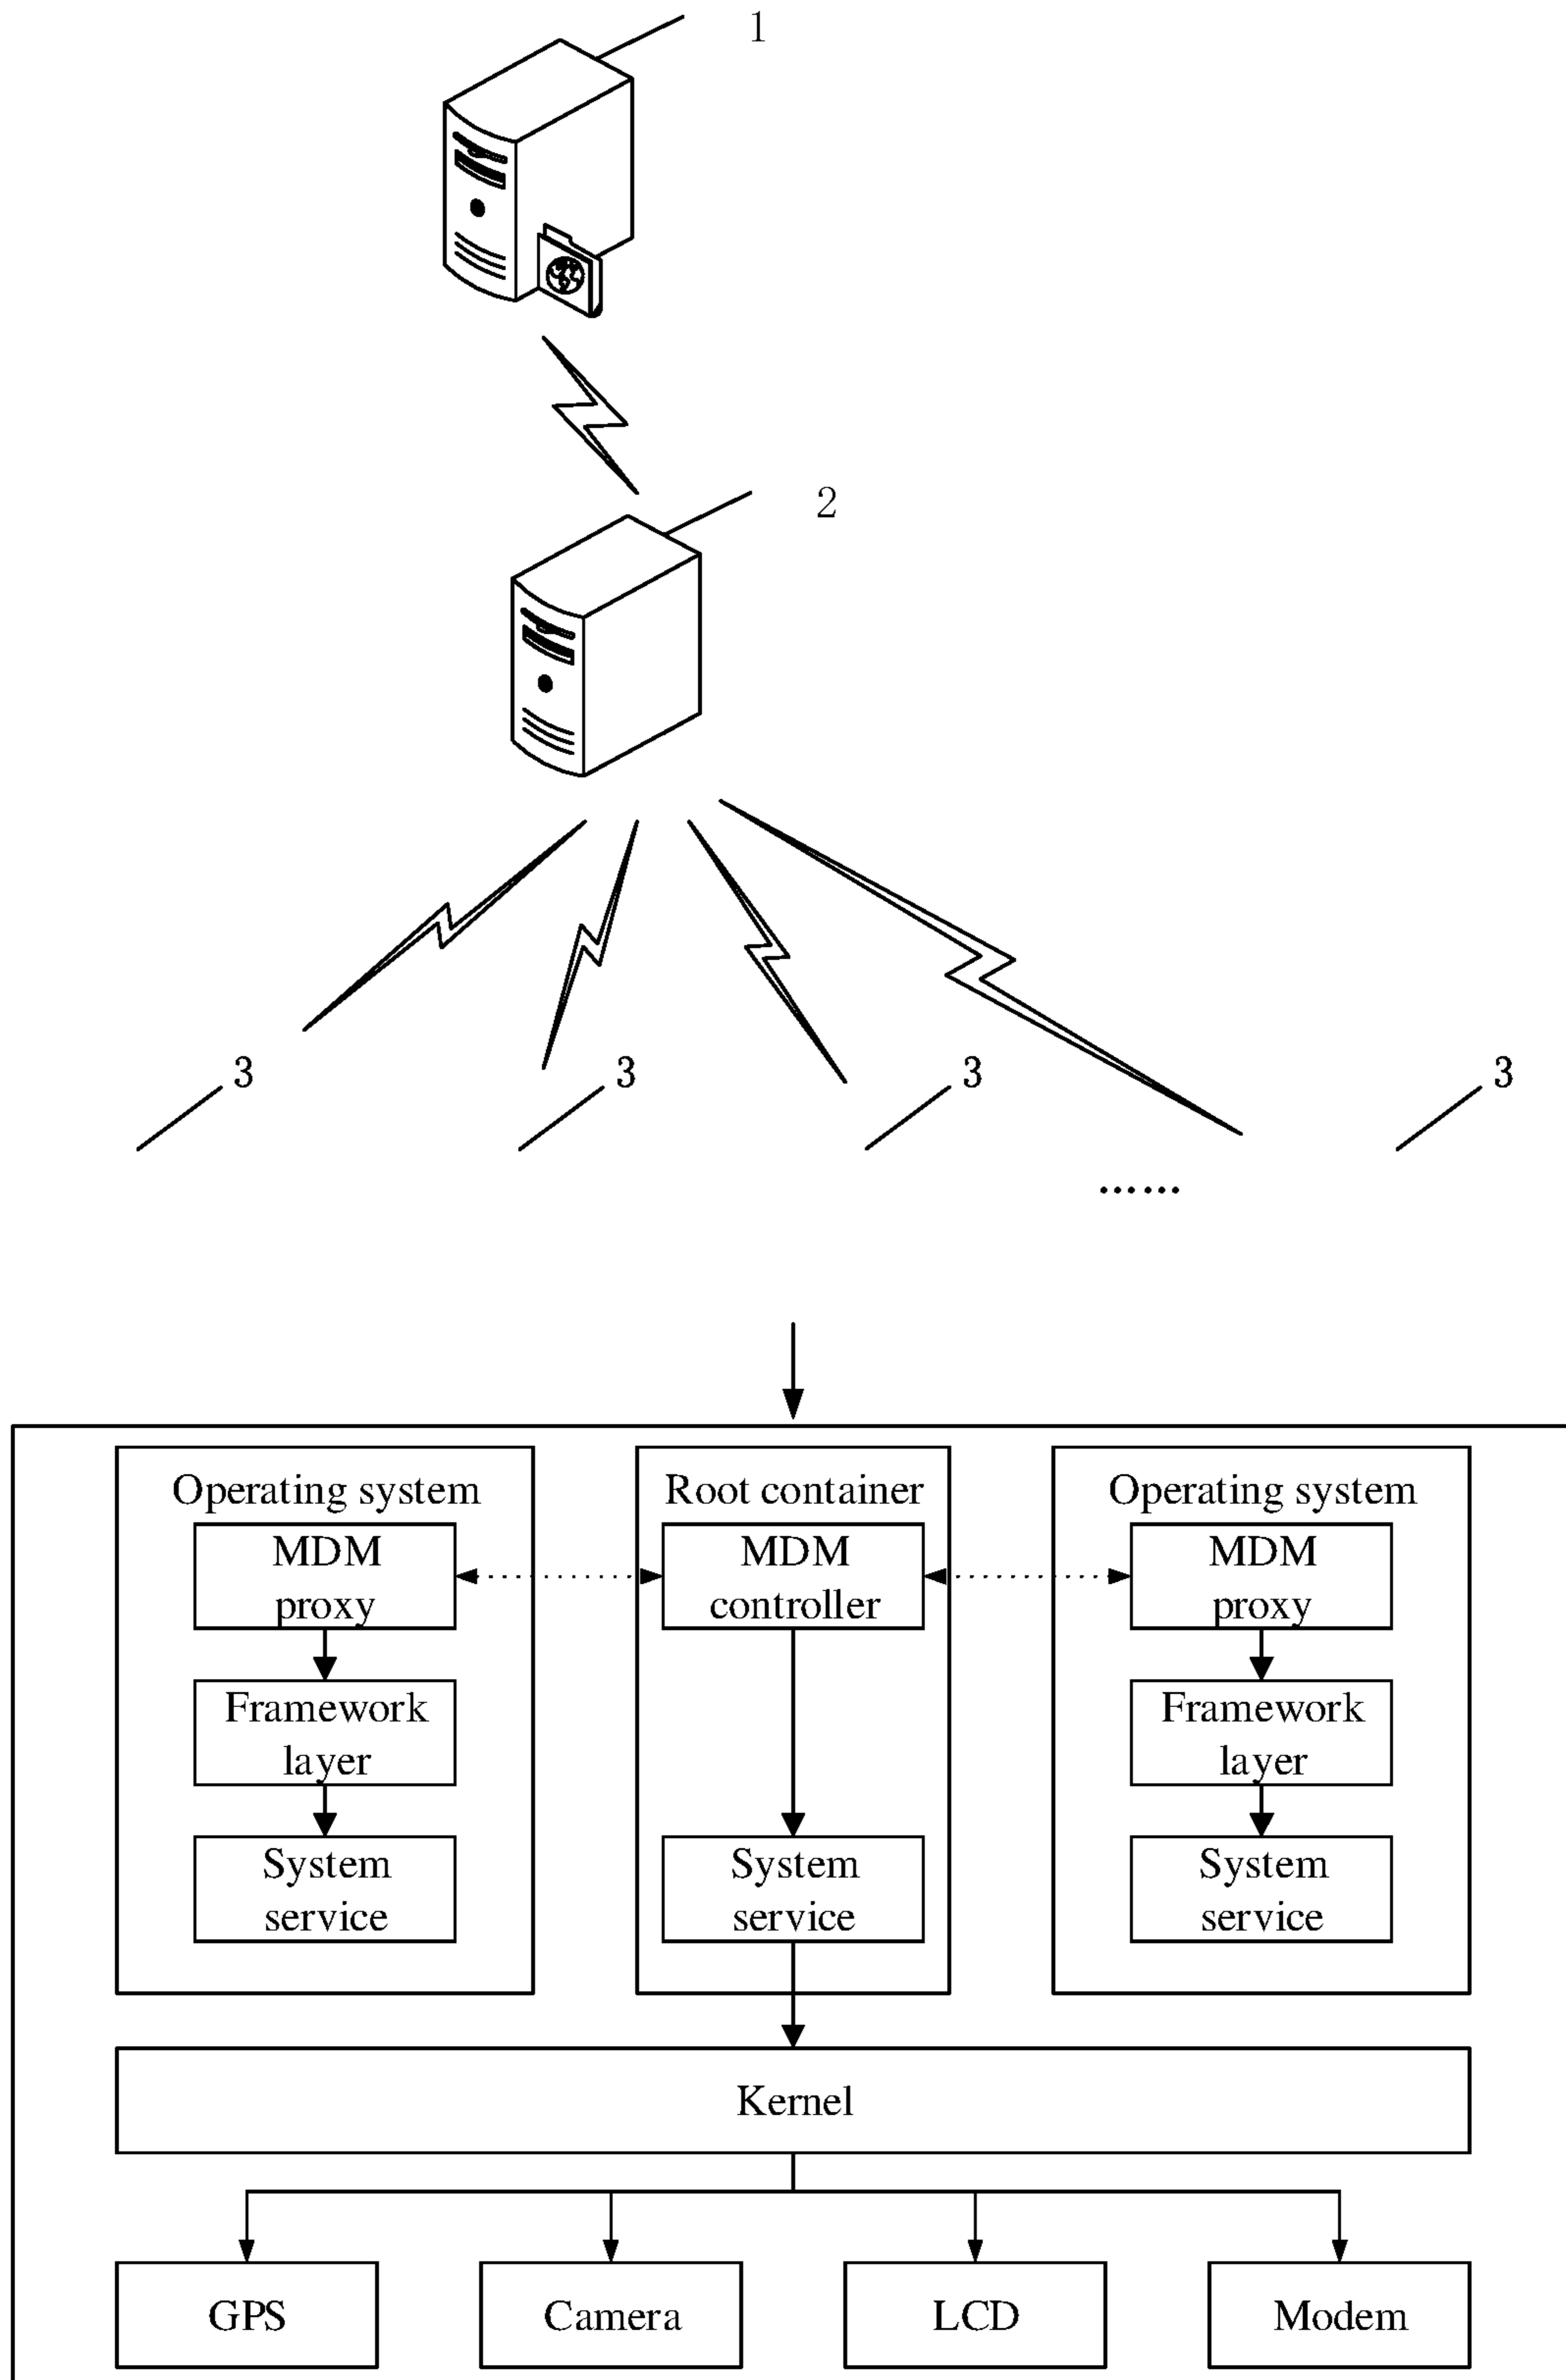 1
2
3 3 3 3
......
Operating system Root container Operating system
MDM MDM MDM
proxy controller proxy
Framework Framework
layer layer
System System System
service service service
Kernel
GPS Camera LCD Modem